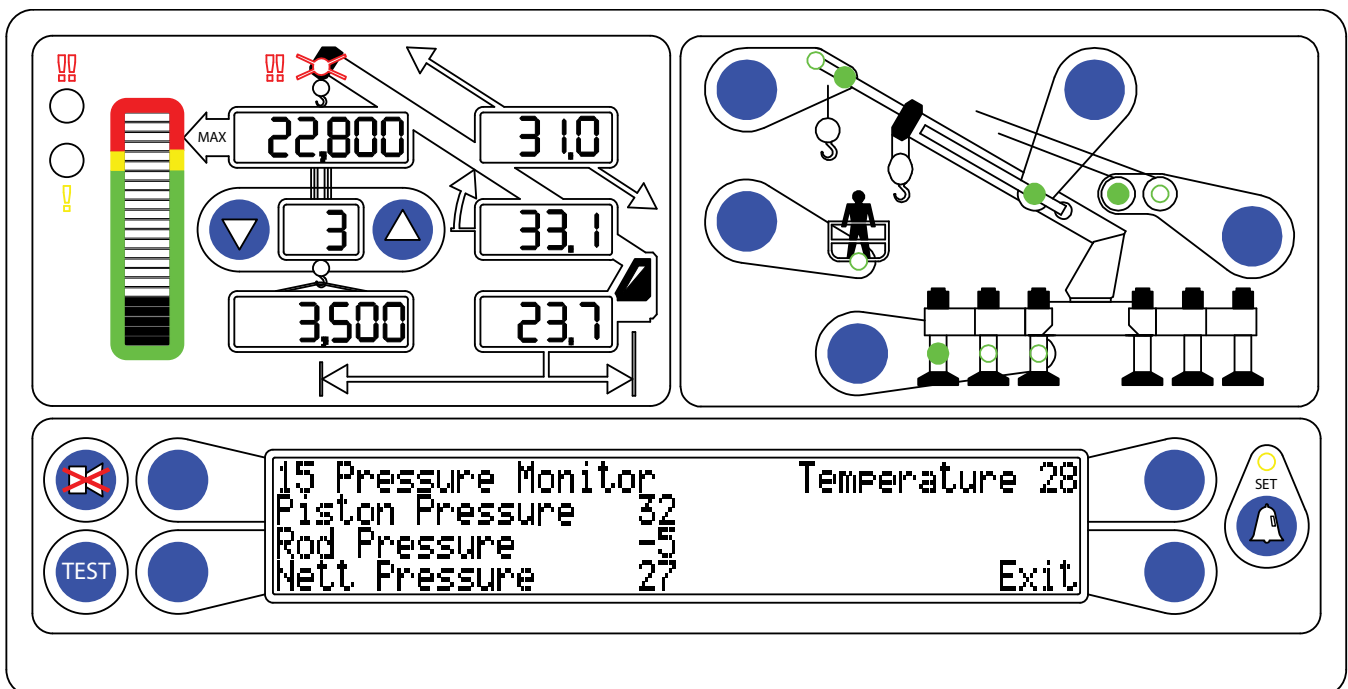 !!
!!
MAX
22,800
31.0
!
3
33.1
3,500
23.7
15 Pressure Monitor Temperature 28
Piston Pressure 32
Rod Pressure -5
Nett Pressure 27 Exit
SET
TEST